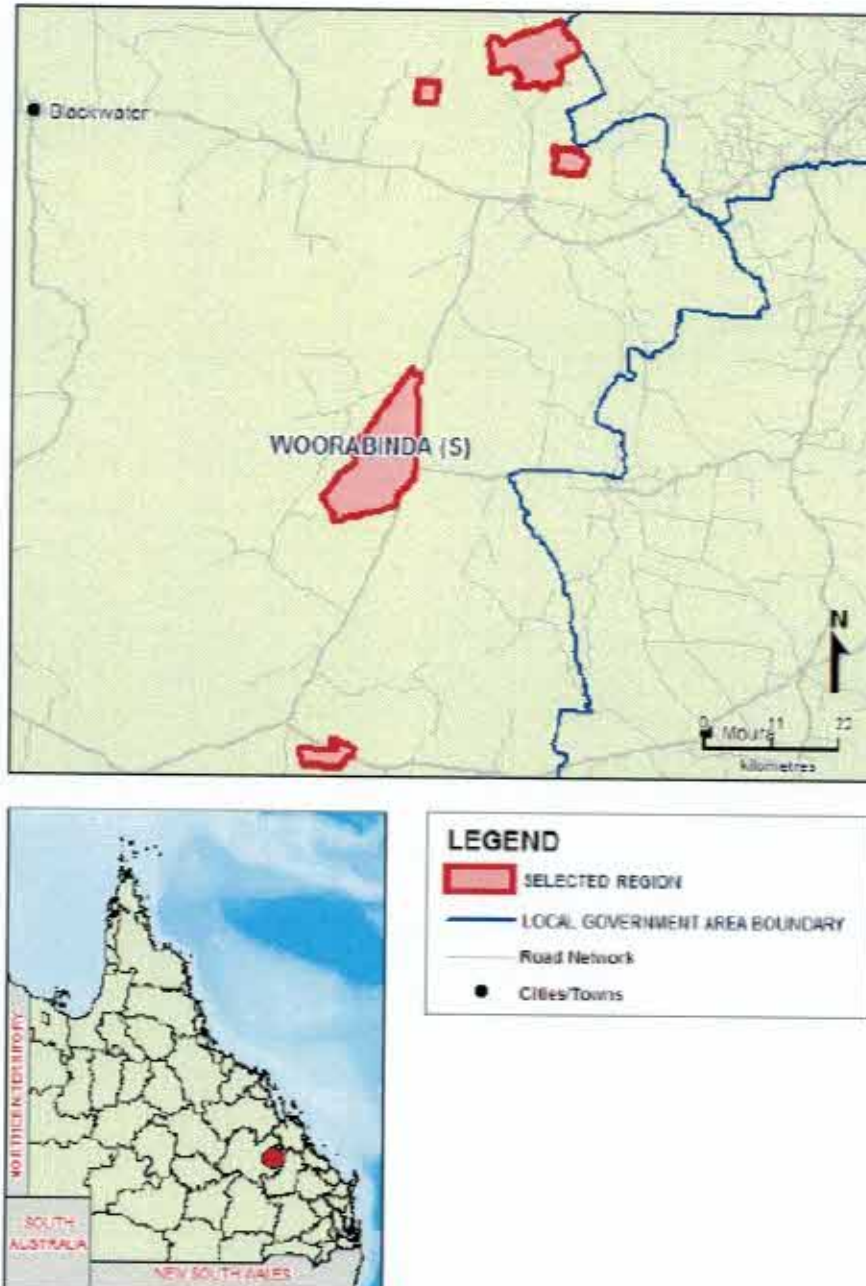 Blackwater
WOORABINDA (S)
N
0 11 22
Moura
kilometres
LEGEND
SELECTED REGION
LOCAL GOVERNMENT AREA BOUNDARY
Road Network
Cities/Towns
NORTHERN TERRITORY
SOUTH
AUSTRALIA
NEW SOUTH WALES